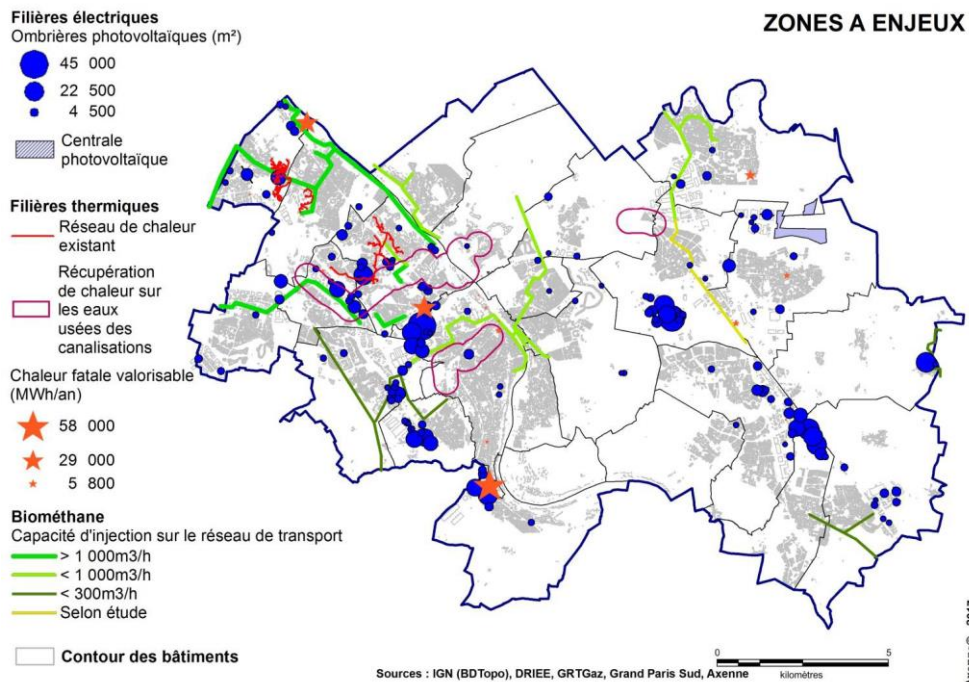 Filières électriques
Ombrières photovoltaïques (m²)
45 000
22 500
4 500
Centrale
photovoltaïque
Filières thermiques
Réseau de chaleur
existant
Récupération
de chaleur sur
les eaux
usées des
canalisations
Chaleur fatale valorisable
(MWh/an)
58 000
29 000
5 800
Biométhane
Capacité d'injection sur le réseau de transport
> 1 000m3/h
< 1 000m3/h
< 300m3/h
Selon étude
Contour des bâtiments
ZONES A ENJEUX
Sources : IGN (BDTopo), DRIEE, GRTGaz, Grand Paris Sud, Axenne
0 5
kilomètres